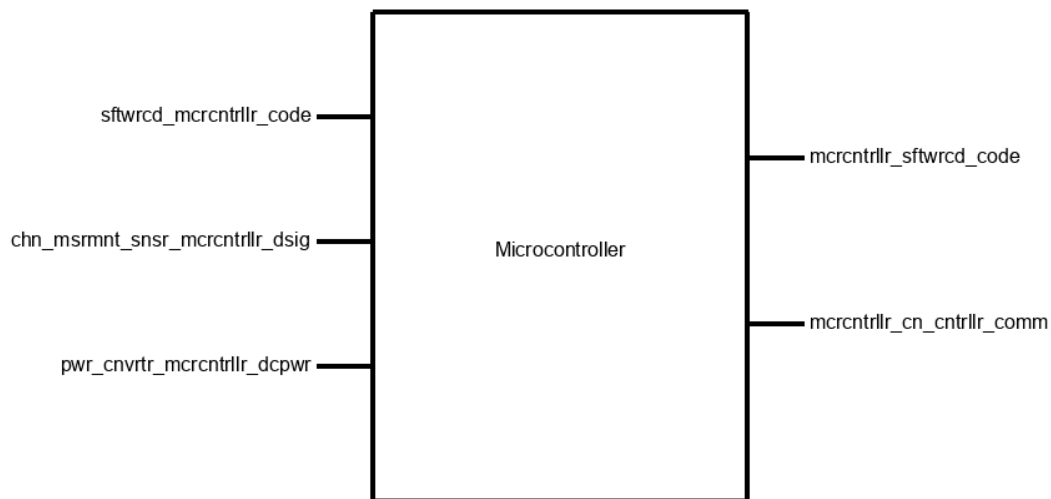 sftwrcd_mcrcntrllr_code
mcrcntrllr_sftwrcd_code
chn_msrmnt_snsr_mcrcntrllr_dsig
Microcontroller
mcrcntrllr_cn_cntrllr_comm
pwr_cnvrtr_mcrcntrllr_dcpwr